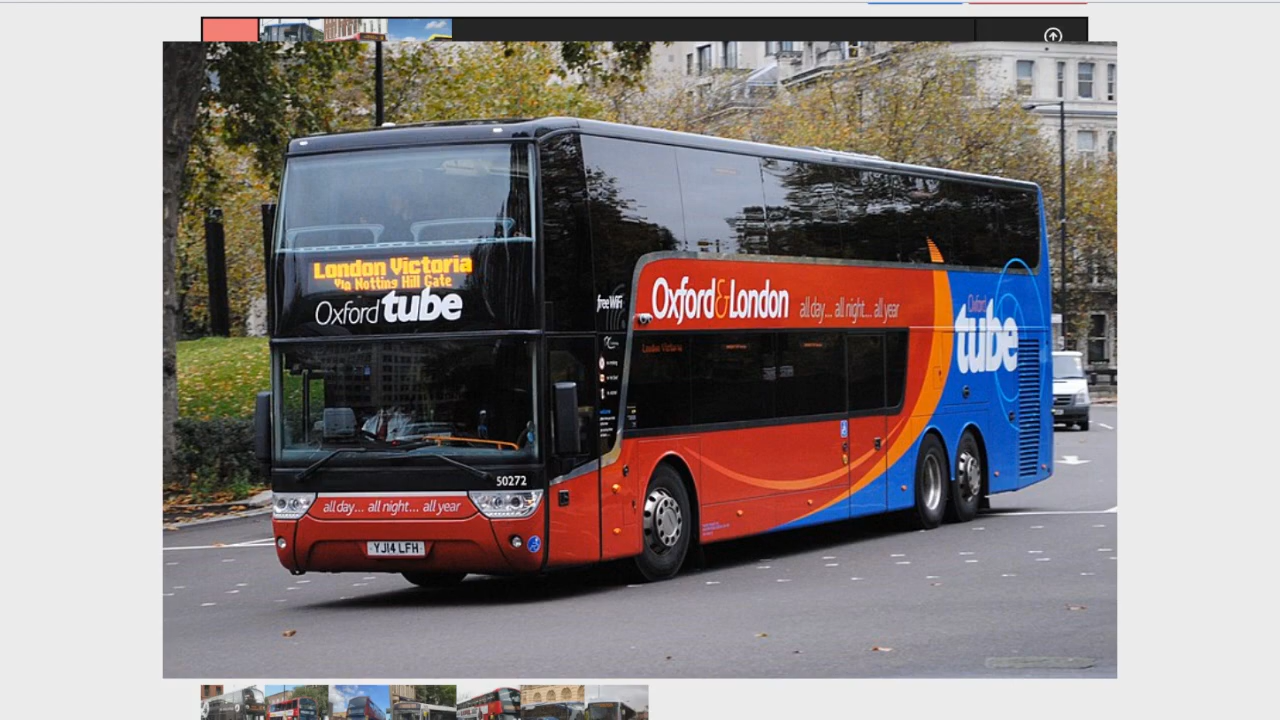 London Victoria
Via Notting Hill Gate
Oxford tube
free WiFi
Oxford&London all day... all night... all year
London Victoria
Oxford
tube
50272
all day... all night... all year
YJ14 LFH